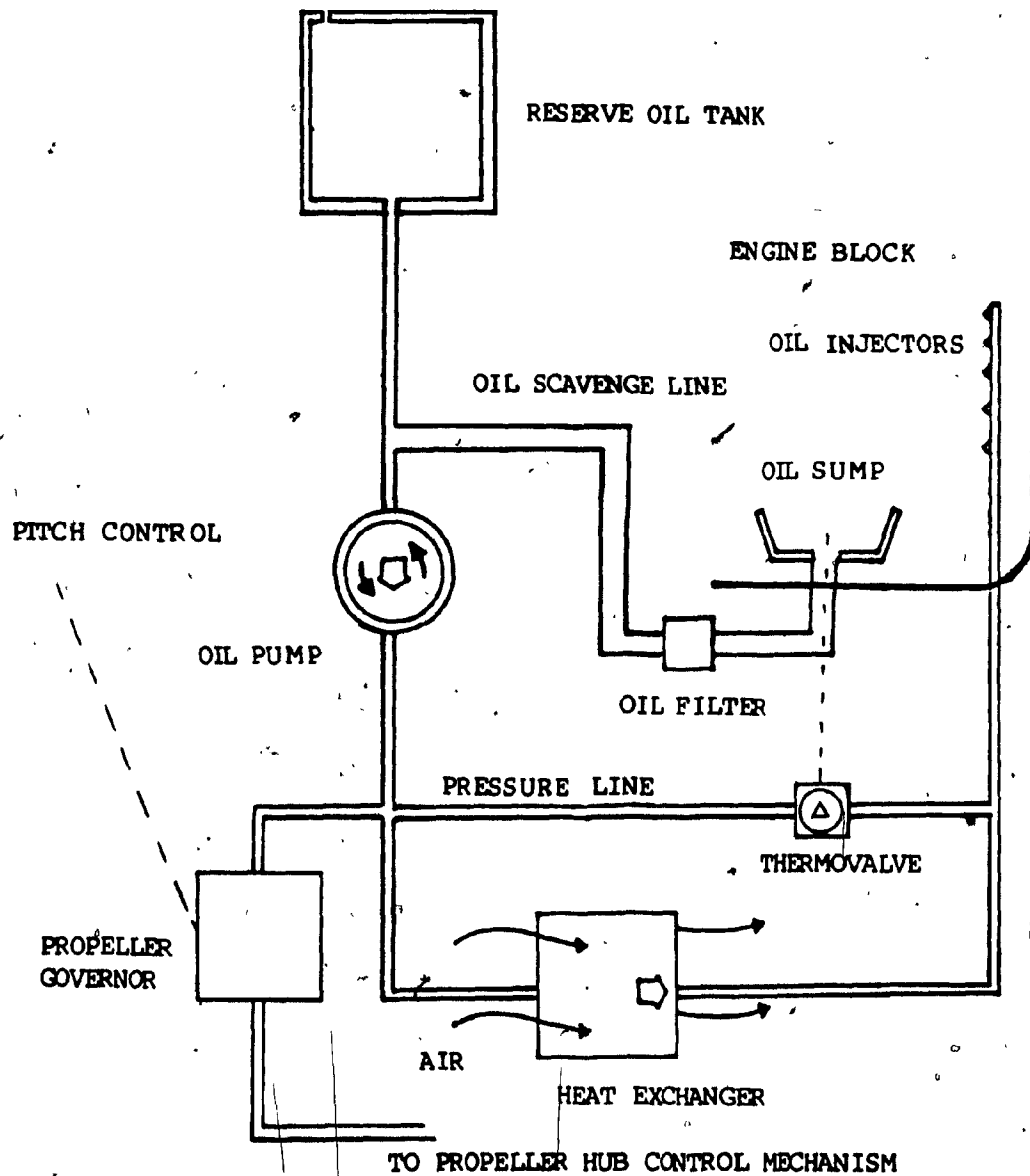 RESERVE OIL TANK
ENGINE BLOCK
OIL INJECTORS
OIL SCAVENGE LINE
OIL SUMP
PITCH CONTROL
OIL PUMP
OIL FILTER
PRESSURE LINE
THERMOVALVE
PROPELLER
GOVERNOR
AIR
HEAT EXCHANGER
TO PROPELLER HUB CONTROL MECHANISM